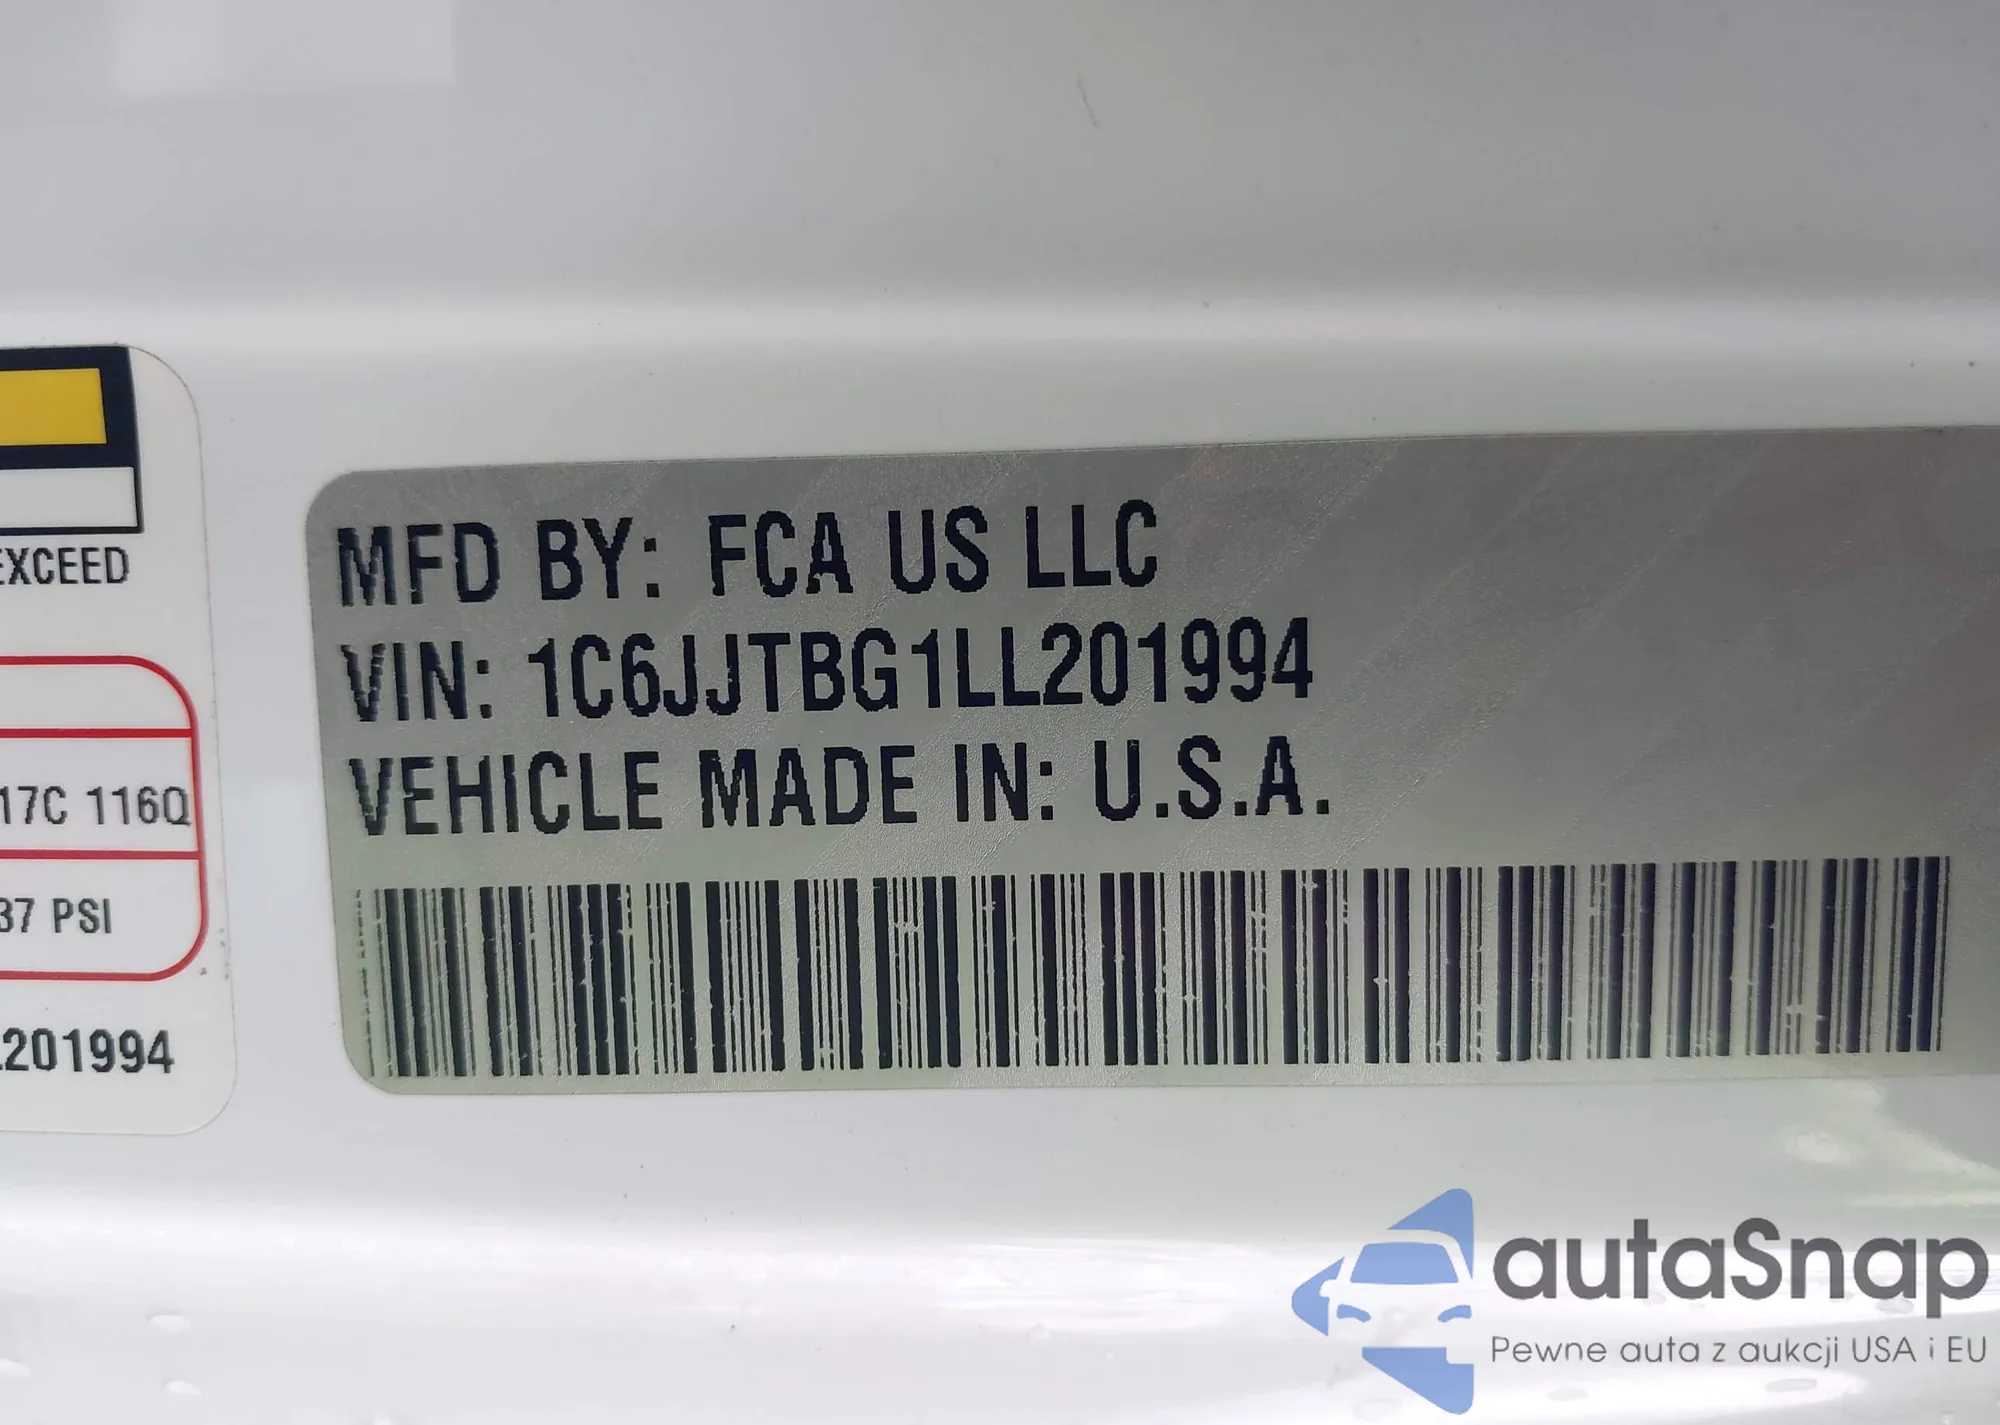 EXCEED
17C 116Q
37 PSI
L201994
MFD BY: FCA US LLC
VIN: 1C6JJTBG1LL201994
VEHICLE MADE IN: U.S.A.
autaSnap
Pewne auta z aukcji USA i EU